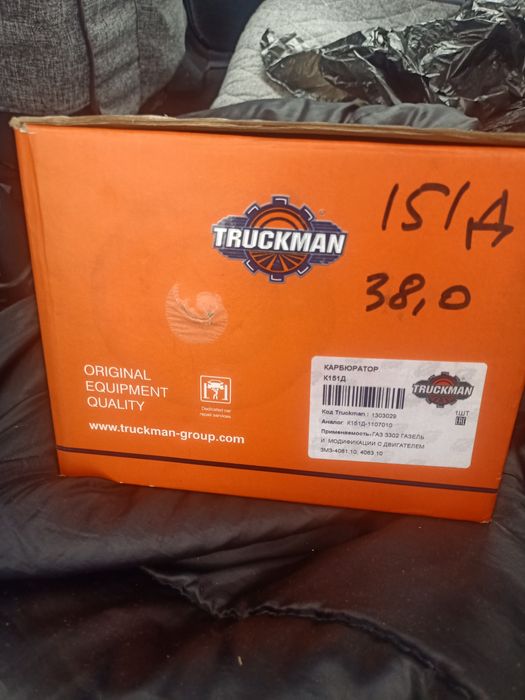 151д
TRUCKMAN
38,0
КАРБЮРАТОР
К151Д
TRUCKMAN
Код Truckman: 1303029
1ШТ
Аналог: К151Д-1107010
EAC
Применяемость: ГАЗ 3302 ГАЗЕЛЬ
И МОДИФИКАЦИИ С ДВИГАТЕЛЕМ
ЗМЗ-4061.10, 4063.10
ORIGINAL
EQUIPMENT
QUALITY
Dedicated car
repair services
www.truckman-group.com